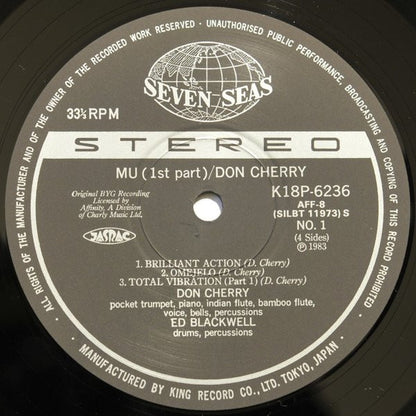 ALL RIGHTS OF THE MANUFACTURER AND OF THE OWNER OF THE RECORDED WORK RESERVED · UNAUTHORISED PUBLIC PERFORMANCE, BROADCASTING AND COPYING OF THIS RECORD PROHIBITED.
SEVEN SEAS
33⅓RPM
STEREO
MU (1st part)/DON CHERRY
Original BYG Recording
Licensed by
Affinity, A Division of
Charly Music Ltd,
JASRAC
K18P-6236
AFF-8
(SILBT 11973) S
NO. 1
(4 Sides)
Ⓟ1983
1. BRILLIANT ACTION (D. Cherry)
2. OMEJELO (D. Cherry)
3. TOTAL VIBRATION (Part 1) (D. Cherry)
DON CHERRY
pocket trumpet, piano, indian flute, bamboo flute,
voice, bells, percussions
ED BLACKWELL
drums, percussions
MANUFACTURED BY KING RECORD CO., LTD. TOKYO, JAPAN.